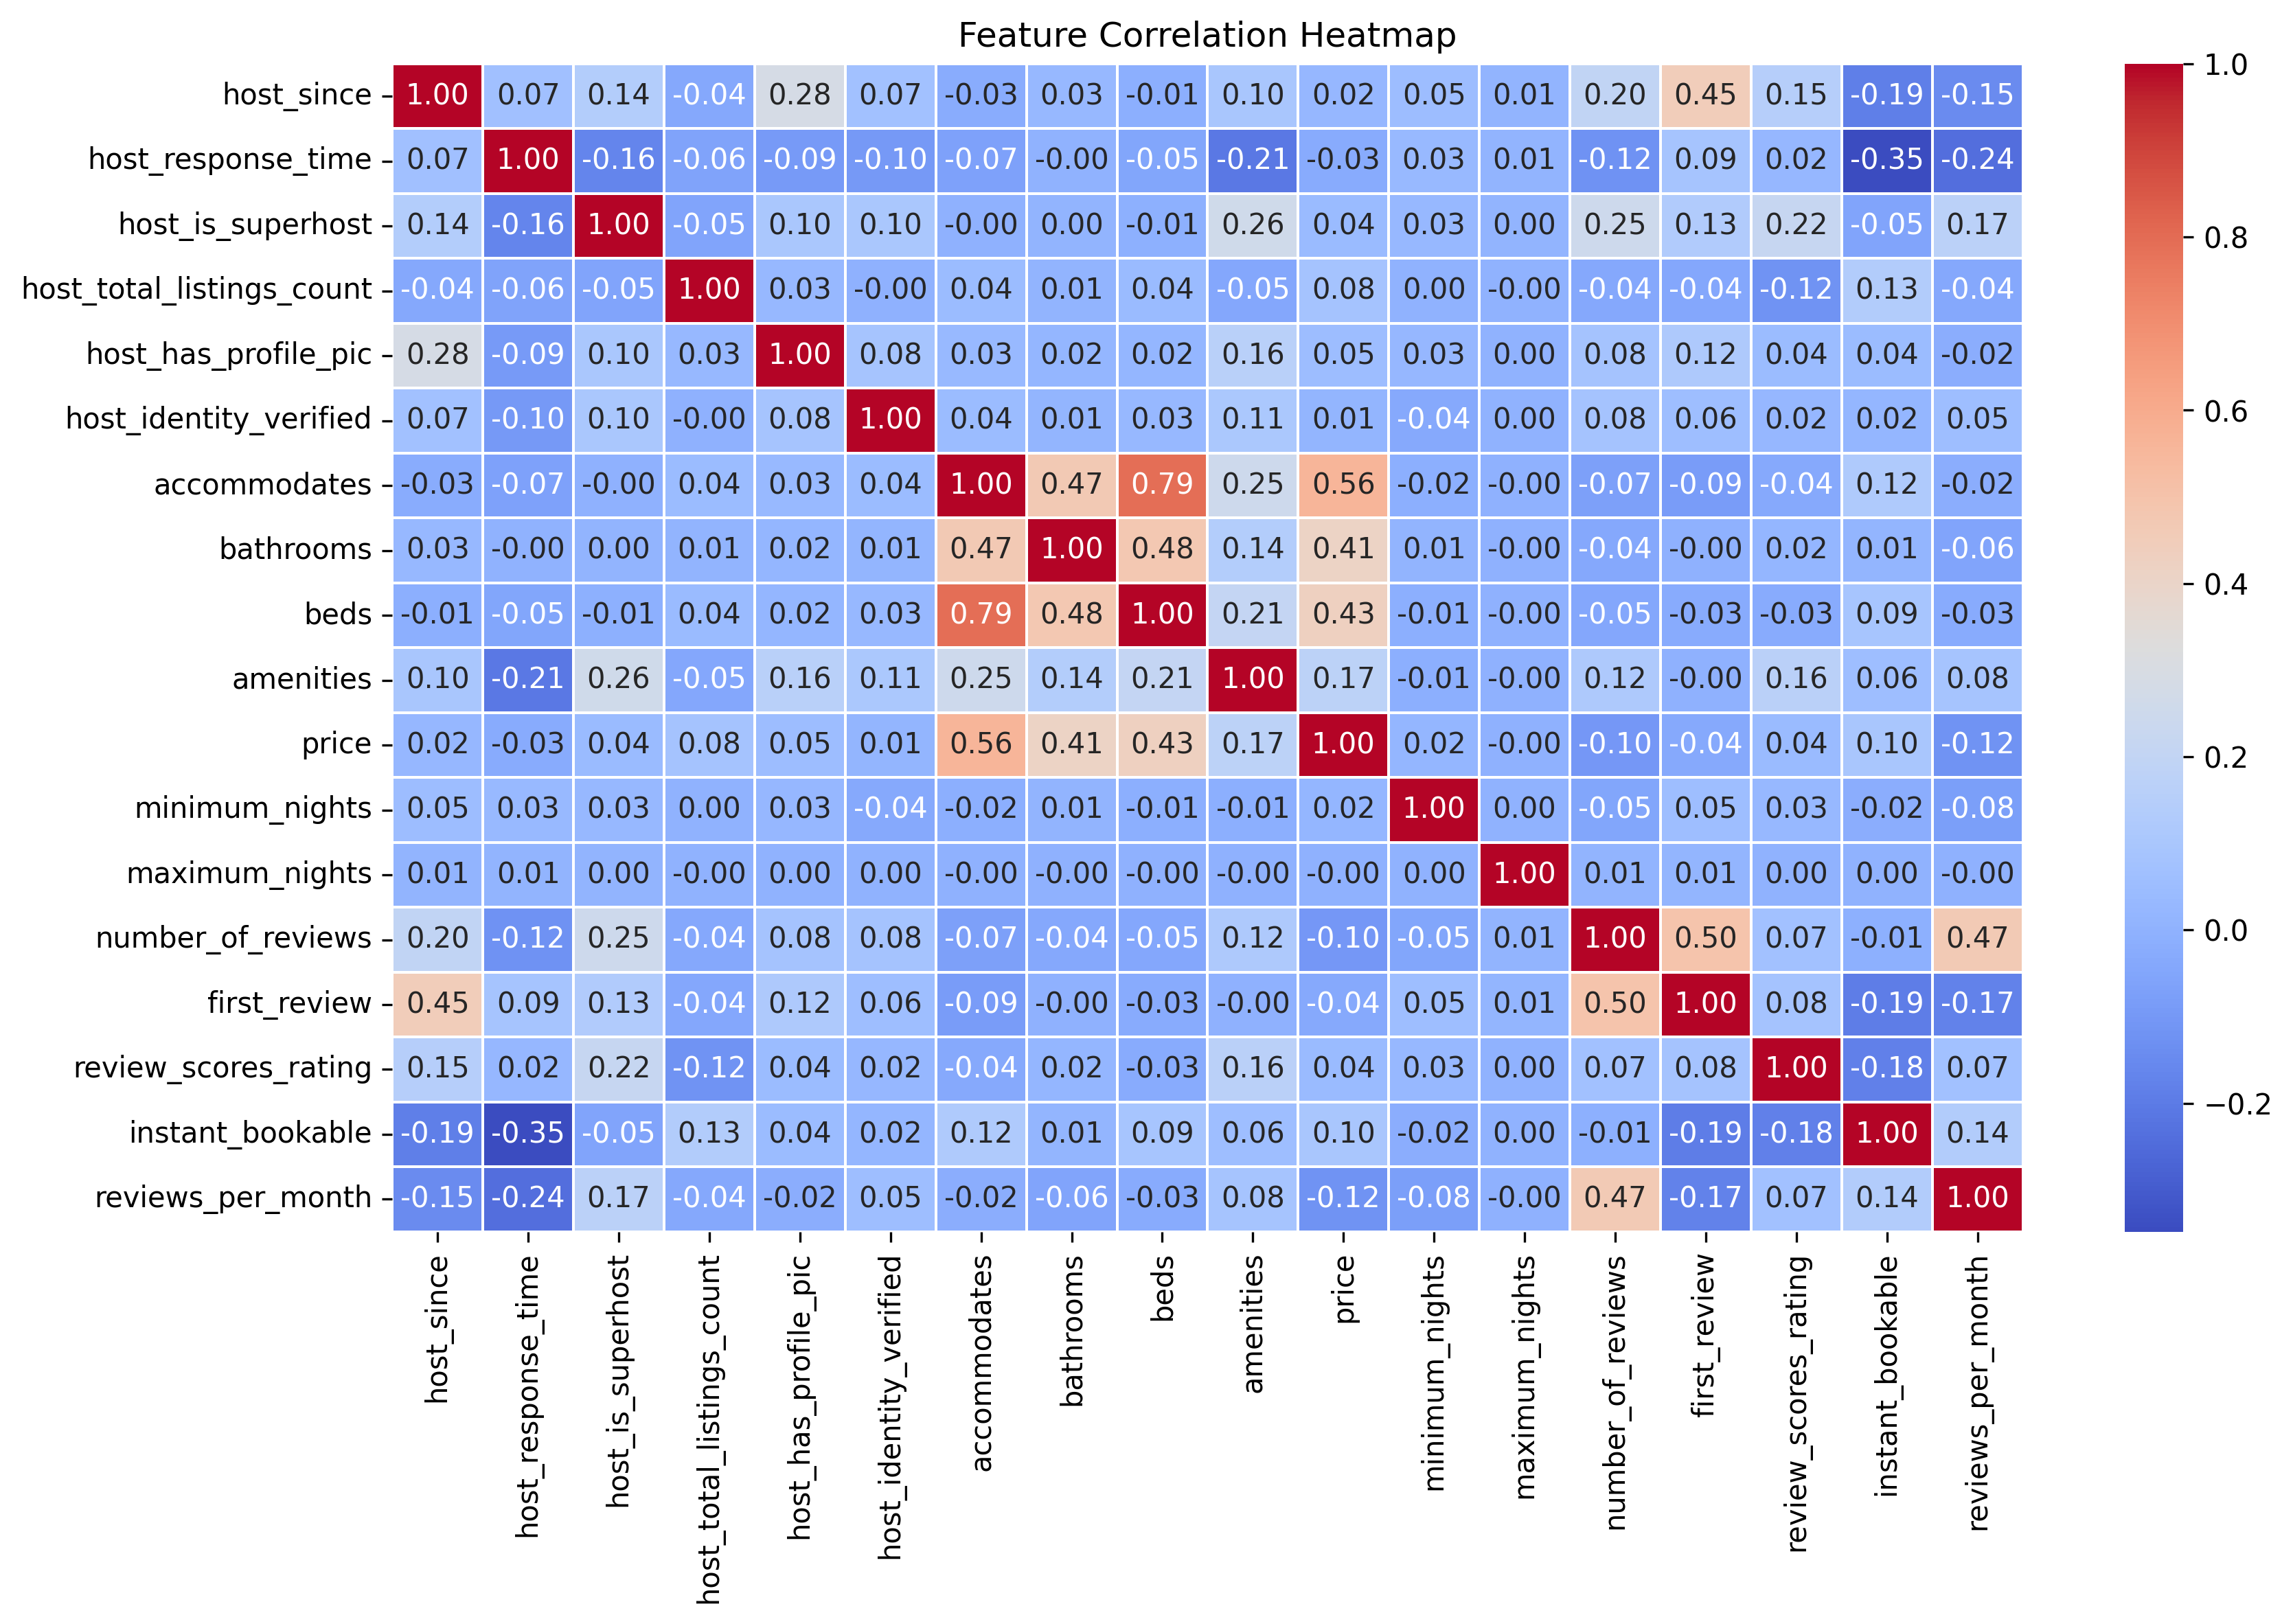 Feature Correlation Heatmap
host_since 1.00 0.07 0.14 -0.04 0.28 0.07 -0.03 0.03 -0.01 0.10 0.02 0.05 0.01 0.20 0.45 0.15 -0.19 -0.15
host_response_time 0.07 1.00 -0.16 -0.06 -0.09 -0.10 -0.07 -0.00 -0.05 -0.21 -0.03 0.03 0.01 -0.12 0.09 0.02 -0.35 -0.24
host_is_superhost 0.14 -0.16 1.00 -0.05 0.10 0.10 -0.00 0.00 -0.01 0.26 0.04 0.03 0.00 0.25 0.13 0.22 -0.05 0.17
host_total_listings_count -0.04 -0.06 -0.05 1.00 0.03 -0.00 0.04 0.01 0.04 -0.05 0.08 0.00 -0.00 -0.04 -0.04 -0.12 0.13 -0.04
host_has_profile_pic 0.28 -0.09 0.10 0.03 1.00 0.08 0.03 0.02 0.02 0.16 0.05 0.03 0.00 0.08 0.12 0.04 0.04 -0.02
host_identity_verified 0.07 -0.10 0.10 -0.00 0.08 1.00 0.04 0.01 0.03 0.11 0.01 -0.04 0.00 0.08 0.06 0.02 0.02 0.05
accommodates -0.03 -0.07 -0.00 0.04 0.03 0.04 1.00 0.47 0.79 0.25 0.56 -0.02 -0.00 -0.07 -0.09 -0.04 0.12 -0.02
bathrooms 0.03 -0.00 0.00 0.01 0.02 0.01 0.47 1.00 0.48 0.14 0.41 0.01 -0.00 -0.04 -0.00 0.02 0.01 -0.06
beds -0.01 -0.05 -0.01 0.04 0.02 0.03 0.79 0.48 1.00 0.21 0.43 -0.01 -0.00 -0.05 -0.03 -0.03 0.09 -0.03
amenities 0.10 -0.21 0.26 -0.05 0.16 0.11 0.25 0.14 0.21 1.00 0.17 -0.01 -0.00 0.12 -0.00 0.16 0.06 0.08
price 0.02 -0.03 0.04 0.08 0.05 0.01 0.56 0.41 0.43 0.17 1.00 0.02 -0.00 -0.10 -0.04 0.04 0.10 -0.12
minimum_nights 0.05 0.03 0.03 0.00 0.03 -0.04 -0.02 0.01 -0.01 -0.01 0.02 1.00 0.00 -0.05 0.05 0.03 -0.02 -0.08
maximum_nights 0.01 0.01 0.00 -0.00 0.00 0.00 -0.00 -0.00 -0.00 -0.00 -0.00 0.00 1.00 0.01 0.01 0.00 0.00 -0.00
number_of_reviews 0.20 -0.12 0.25 -0.04 0.08 0.08 -0.07 -0.04 -0.05 0.12 -0.10 -0.05 0.01 1.00 0.50 0.07 -0.01 0.47
first_review 0.45 0.09 0.13 -0.04 0.12 0.06 -0.09 -0.00 -0.03 -0.00 -0.04 0.05 0.01 0.50 1.00 0.08 -0.19 -0.17
review_scores_rating 0.15 0.02 0.22 -0.12 0.04 0.02 -0.04 0.02 -0.03 0.16 0.04 0.03 0.00 0.07 0.08 1.00 -0.18 0.07
instant_bookable -0.19 -0.35 -0.05 0.13 0.04 0.02 0.12 0.01 0.09 0.06 0.10 -0.02 0.00 -0.01 -0.19 -0.18 1.00 0.14
reviews_per_month -0.15 -0.24 0.17 -0.04 -0.02 0.05 -0.02 -0.06 -0.03 0.08 -0.12 -0.08 -0.00 0.47 -0.17 0.07 0.14 1.00
host_since
host_response_time
host_is_superhost
host_total_listings_count
host_has_profile_pic
host_identity_verified
accommodates
bathrooms
beds
amenities
price
minimum_nights
maximum_nights
number_of_reviews
first_review
review_scores_rating
instant_bookable
reviews_per_month
1.0
0.8
0.6
0.4
0.2
0.0
−0.2